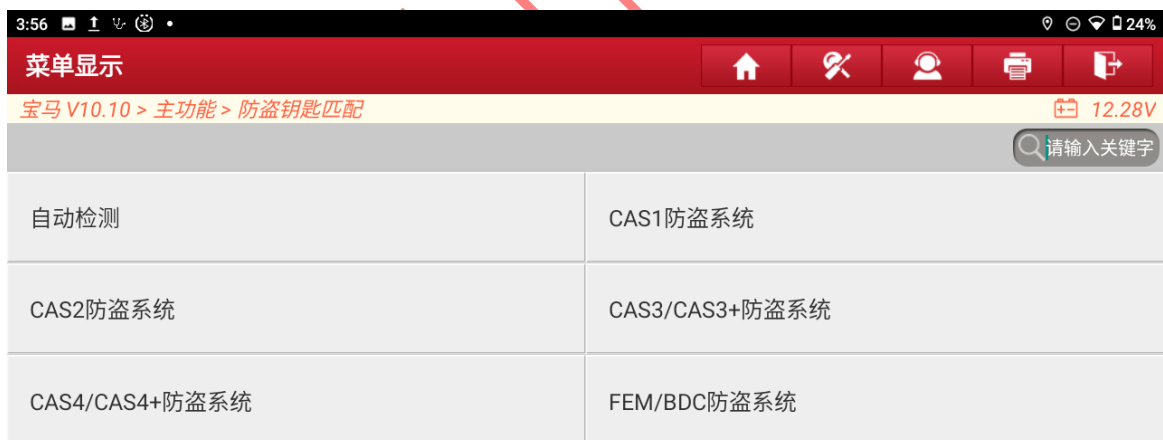 3:56
24%
菜单显示
宝马 V10.10 > 主功能 > 防盗钥匙匹配
12.28V
请输入关键字
自动检测
CAS1防盗系统
CAS2防盗系统
CAS3/CAS3+防盗系统
CAS4/CAS4+防盗系统
FEM/BDC防盗系统